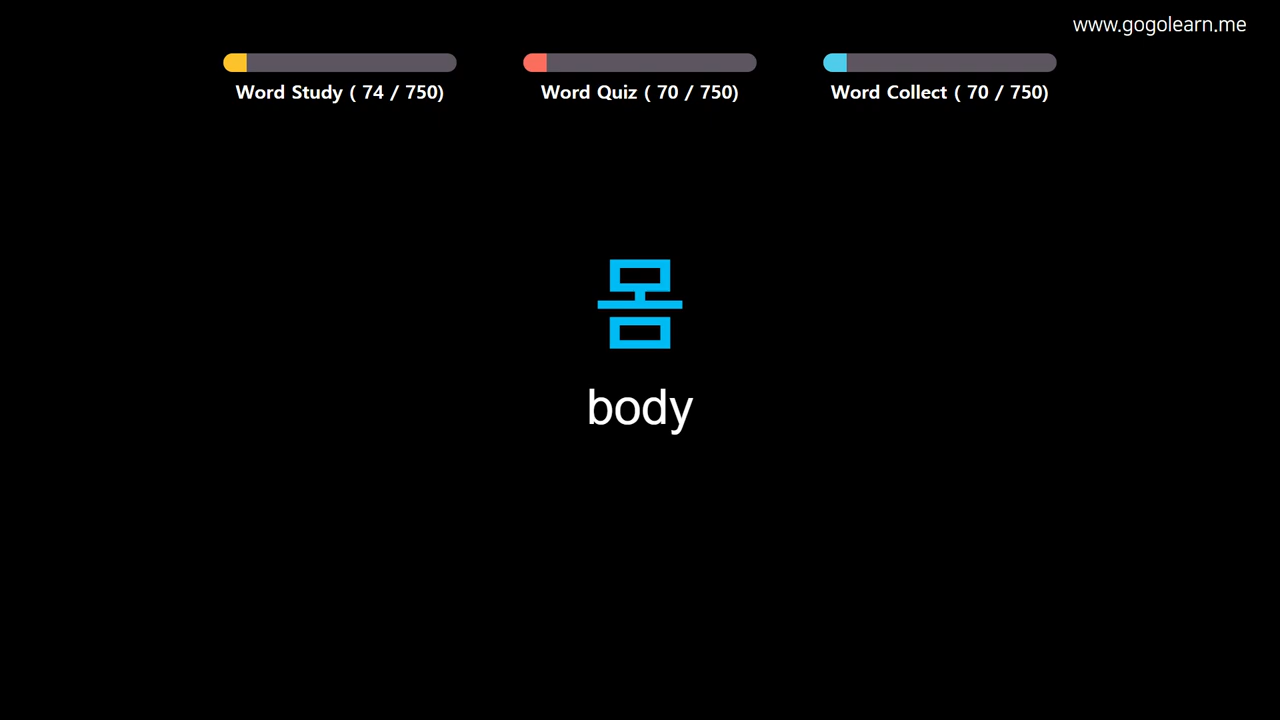 www.gogolearn.me
Word Study ( 74 / 750)
Word Quiz ( 70 / 750)
Word Collect ( 70 / 750)
몸
body